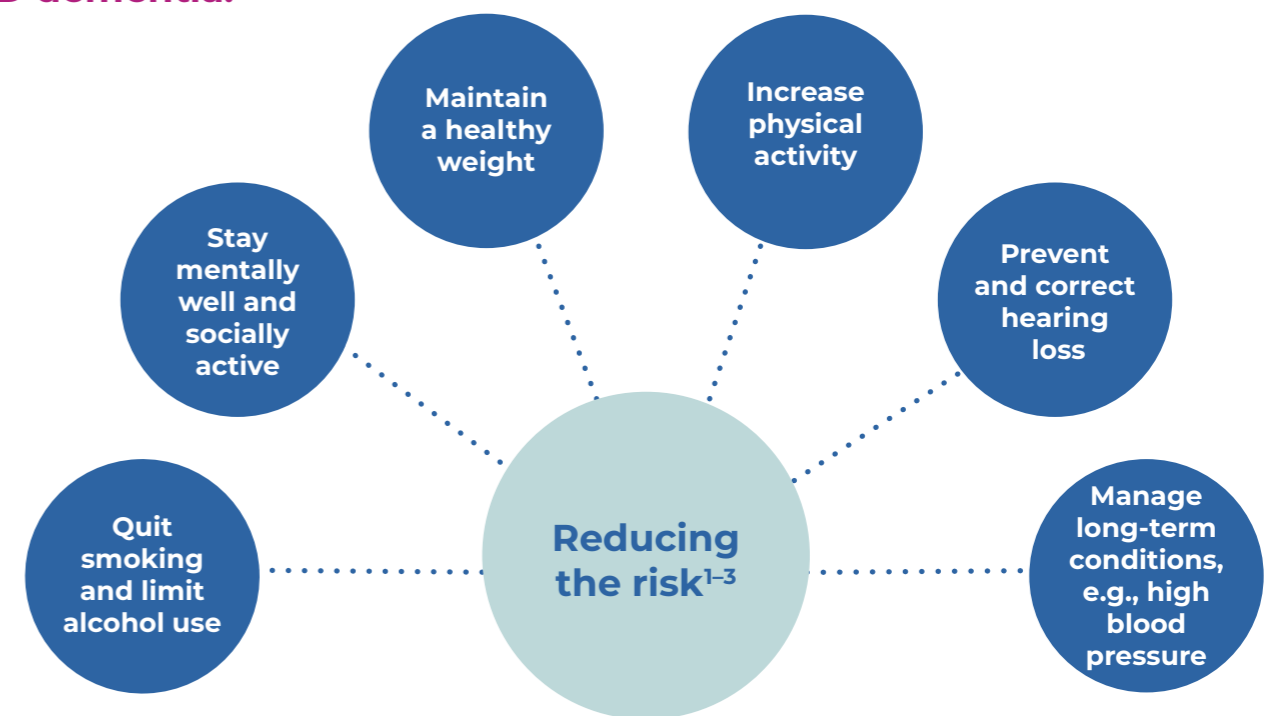 dementia.
Maintain
a healthy
weight
Increase
physical
activity
Stay
mentally
well and
socially
active
Prevent
and correct
hearing
loss
Quit
smoking
and limit
alcohol use
Reducing
the risk¹⁻³
Manage
long-term
conditions,
e.g., high
blood
pressure